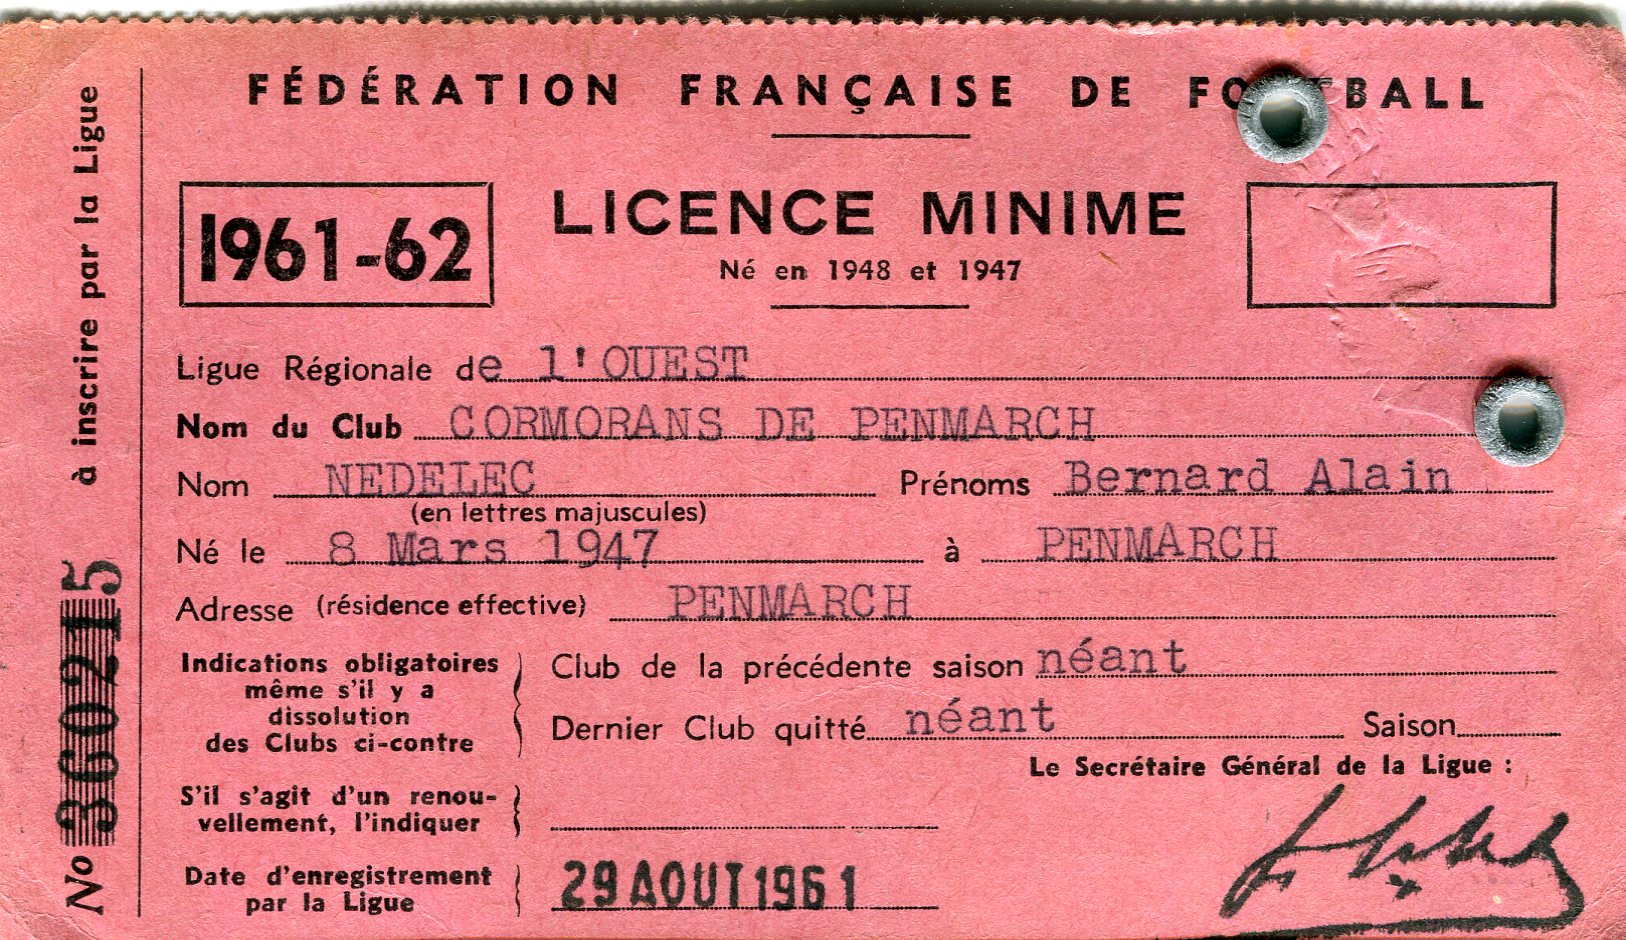 FÉDÉRATION FRANÇAISE DE FOOTBALL
1961-62
LICENCE MINIME
Né en 1948 et 1947
Ligue Régionale de l'OUEST
Nom du Club CORMORANS DE PENMARCH
Nom NEDELEC Prénoms Bernard Alain
(en lettres majuscules)
Né le 8 Mars 1947 à PENMARCH
Adresse (résidence effective) PENMARCH
Indications obligatoires
même s'il y a
dissolution
des Clubs ci-contre
Club de la précédente saison néant
Dernier Club quitté néant Saison
Le Secrétaire Général de la Ligue :
S'il s'agit d'un renou-
vellement, l'indiquer
Date d'enregistrement
par la Ligue
29 AOUT 1961
No 360215 à inscrire par la Ligue